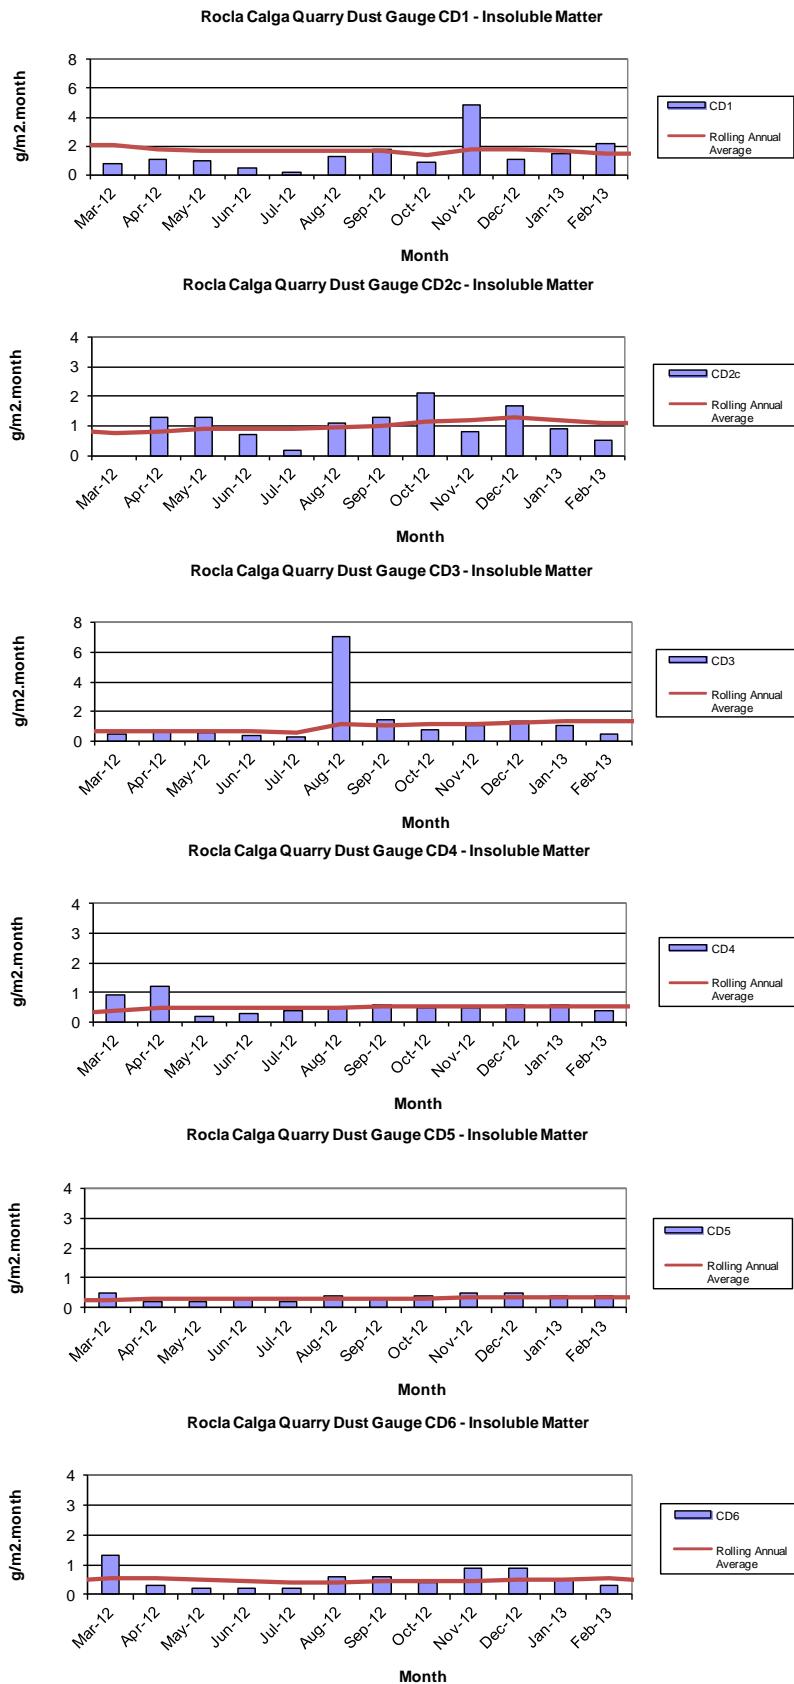 Rocla Calga Quarry Dust Gauge CD1 - Insoluble Matter
8
6
4
2
0
g/m2.month
Mar-12
Apr-12
May-12
Jun-12
Jul-12
Aug-12
Sep-12
Oct-12
Nov-12
Dec-12
Jan-13
Feb-13
Month
CD1
Rolling Annual
Average
Rocla Calga Quarry Dust Gauge CD2c - Insoluble Matter
4
3
2
1
0
g/m2.month
Mar-12
Apr-12
May-12
Jun-12
Jul-12
Aug-12
Sep-12
Oct-12
Nov-12
Dec-12
Jan-13
Feb-13
Month
CD2c
Rolling Annual
Average
Rocla Calga Quarry Dust Gauge CD3 - Insoluble Matter
8
6
4
2
0
g/m2.month
Mar-12
Apr-12
May-12
Jun-12
Jul-12
Aug-12
Sep-12
Oct-12
Nov-12
Dec-12
Jan-13
Feb-13
Month
CD3
Rolling Annual
Average
Rocla Calga Quarry Dust Gauge CD4 - Insoluble Matter
4
3
2
1
0
g/m2.month
Mar-12
Apr-12
May-12
Jun-12
Jul-12
Aug-12
Sep-12
Oct-12
Nov-12
Dec-12
Jan-13
Feb-13
Month
CD4
Rolling Annual
Average
Rocla Calga Quarry Dust Gauge CD5 - Insoluble Matter
4
3
2
1
0
g/m2.month
Mar-12
Apr-12
May-12
Jun-12
Jul-12
Aug-12
Sep-12
Oct-12
Nov-12
Dec-12
Jan-13
Feb-13
Month
CD5
Rolling Annual
Average
Rocla Calga Quarry Dust Gauge CD6 - Insoluble Matter
4
3
2
1
0
g/m2.month
Mar-12
Apr-12
May-12
Jun-12
Jul-12
Aug-12
Sep-12
Oct-12
Nov-12
Dec-12
Jan-13
Feb-13
Month
CD6
Rolling Annual
Average